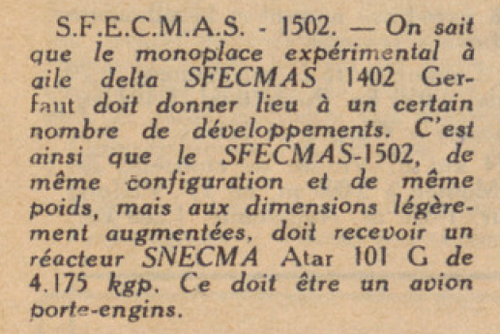 S.F.E.C.M.A.S. - 1502. — On sait
que le monoplace expérimental à
aile delta SFECMAS 1402 Ger-
faut doit donner lieu à un certain
nombre de développements. C'est
ainsi que le SFECMAS-1502, de
même configuration et de même
poids, mais aux dimensions légère-
ment augmentées, doit recevoir un
réacteur SNECMA Atar 101 G de
4.175 kgp. Ce doit être un avion
porte-engins.